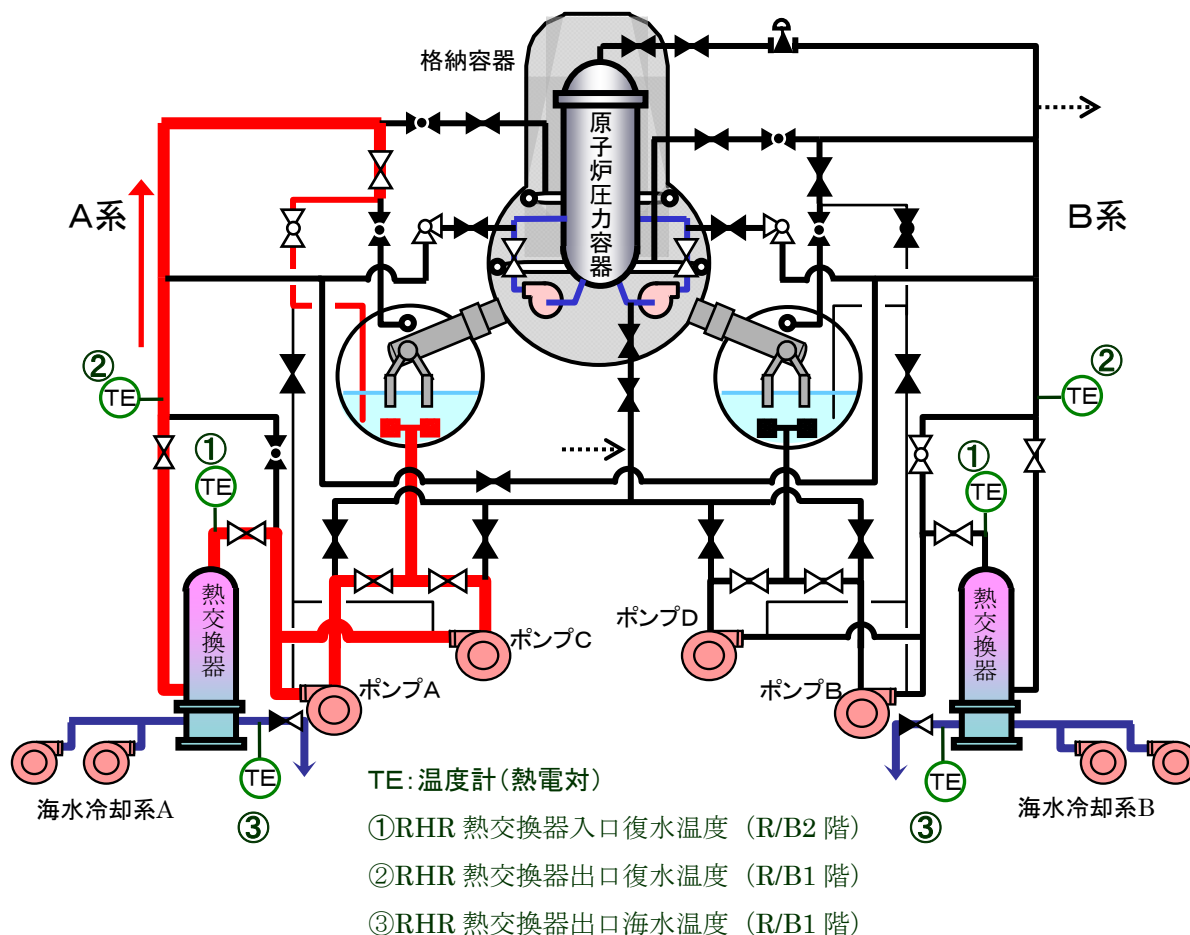 格納容器
原子炉圧力容器
A系
B系
②
TE
②
TE
①
TE
①
TE
熱交換器
熱交換器
ポンプC
ポンプD
ポンプA
ポンプB
TE
③
TE
③
海水冷却系A
海水冷却系B
TE:温度計(熱電対)
①RHR 熱交換器入口復水温度 (R/B2 階)
②RHR 熱交換器出口復水温度 (R/B1 階)
③RHR 熱交換器出口海水温度 (R/B1 階)